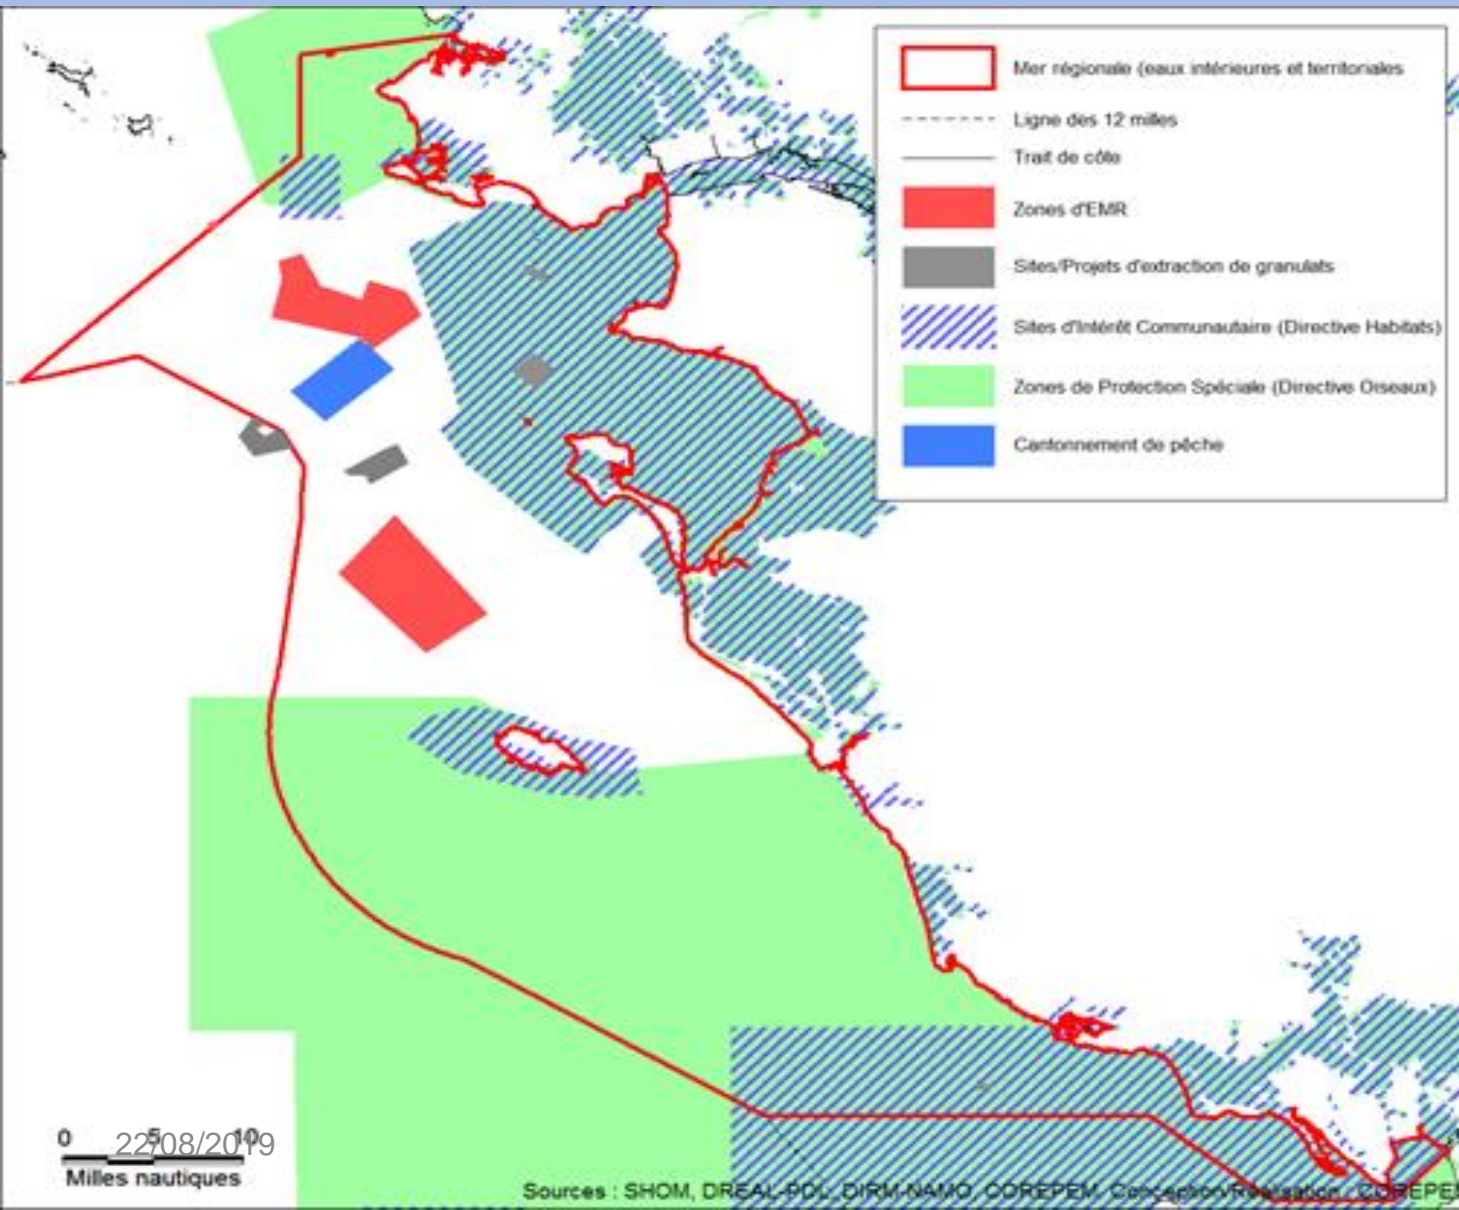 Mer régionale (eaux intérieures et territoriales
Ligne des 12 milles
Trait de côte
Zones d'EMR
Sites/Projets d'extraction de granulats
Sites d'Intérêt Communautaire (Directive Habitats)
Zones de Protection Spéciale (Directive Oiseaux)
Cantonnement de pêche
0 5 10
22/08/2019
Milles nautiques
Sources : SHOM, DREAL-PDL, DIRM-NAMO, COREPEM. Conception/Réalisation : COREPEM